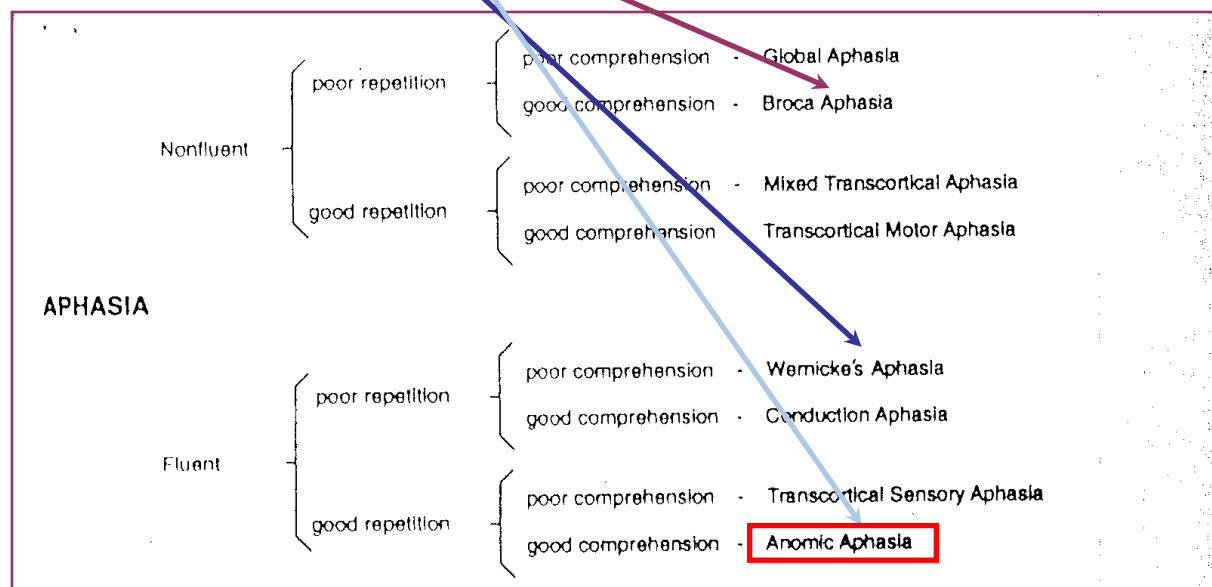 poor comprehension - Global Aphasia
poor repetition
good comprehension - Broca Aphasia
Nonfluent
poor comprehension - Mixed Transcortical Aphasia
good repetition
good comprehension Transcortical Motor Aphasia
APHASIA
poor comprehension - Wernicke's Aphasia
poor repetition
good comprehension - Conduction Aphasia
Fluent
poor comprehension - Transcortical Sensory Aphasia
good repetition
good comprehension - Anomic Aphasia